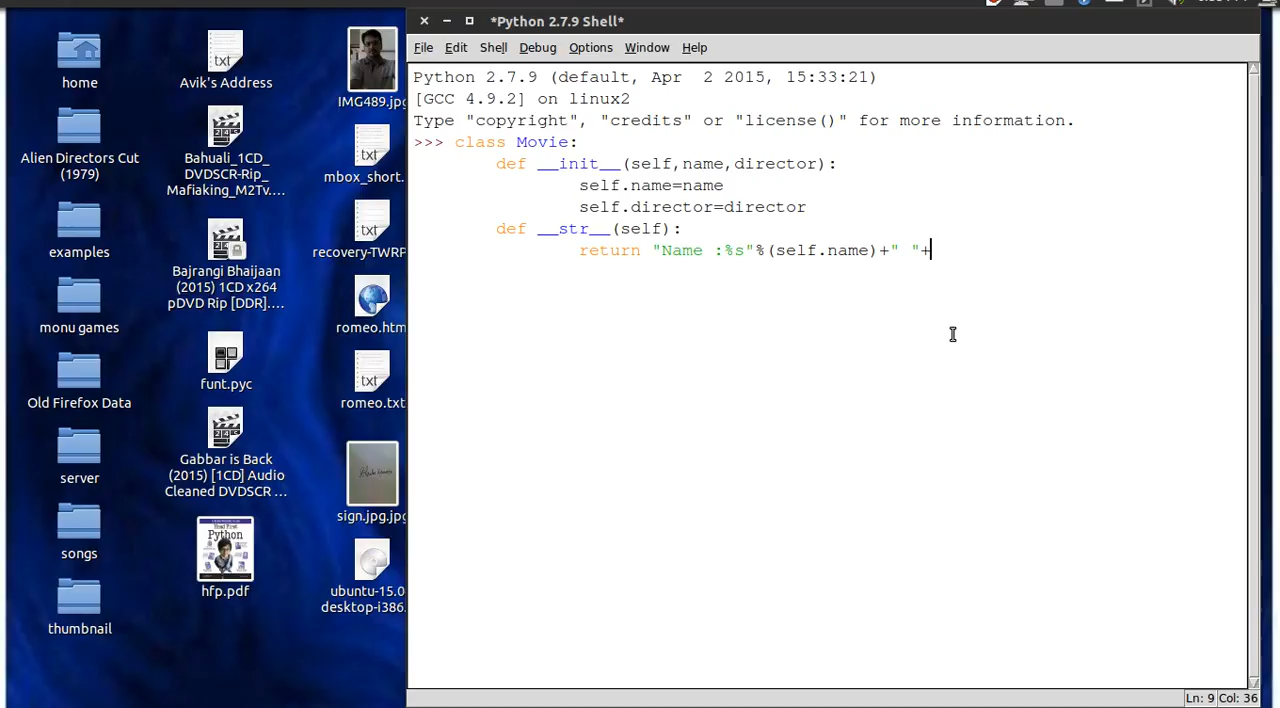 home
Alien Directors Cut
(1979)
examples
monu games
Old Firefox Data
server
songs
thumbnail
txt
Avik's Address
Bahuali_1CD_
DVDSCR-Rip_
Mafiaking_M2Tv....
Bajrangi Bhaijaan
(2015) 1CD x264
pDVD Rip [DDR]....
funt.pyc
Gabbar is Back
(2015) [1CD] Audio
Cleaned DVDSCR ...
Head First
Python
hfp.pdf
IMG489.jpg
txt
mbox_short.
recovery-TWRP
romeo.htm
txt
romeo.txt
sign.jpg.jpg
ubuntu-15.0
desktop-i386.
*Python 2.7.9 Shell*
File Edit Shell Debug Options Window Help
Python 2.7.9 (default, Apr  2 2015, 15:33:21)
[GCC 4.9.2] on linux2
Type "copyright", "credits" or "license()" for more information.
>>> class Movie:
def __init__(self,name,director):
self.name=name
self.director=director
def __str__(self):
return "Name :%s"%(self.name)+" "+
Ln: 9 Col: 36